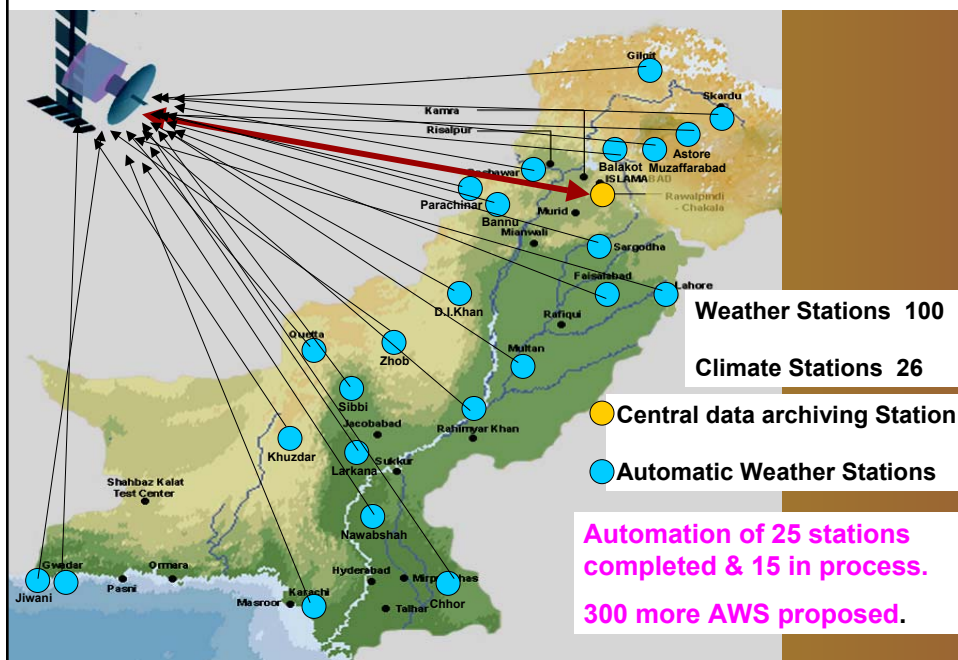 Gilgit
Skardu
Kamra
Risalpur
Astore
Balakot
Muzaffarabad
Peshawar
ISLAMABAD
Parachinar
Rawalpindi
- Chakala
Bannu
Murid
Mianwali
Sargodha
Faisalabad
Lahore
D.I.Khan
Rafiqui
Weather Stations 100
Quetta
Zhob
Multan
Climate Stations 26
Sibbi
Central data archiving Station
Jacobabad
Rahimyar Khan
Khuzdar
Larkana
Sukkur
Automatic Weather Stations
Shahbaz Kalat
Test Center
Nawabshah
Automation of 25 stations
completed & 15 in process.
Gwadar
Ormara
Hyderabad
Mirpurkhas
Jiwani
Pasni
Chhor
Masroor
Karachi
Talhar
300 more AWS proposed.